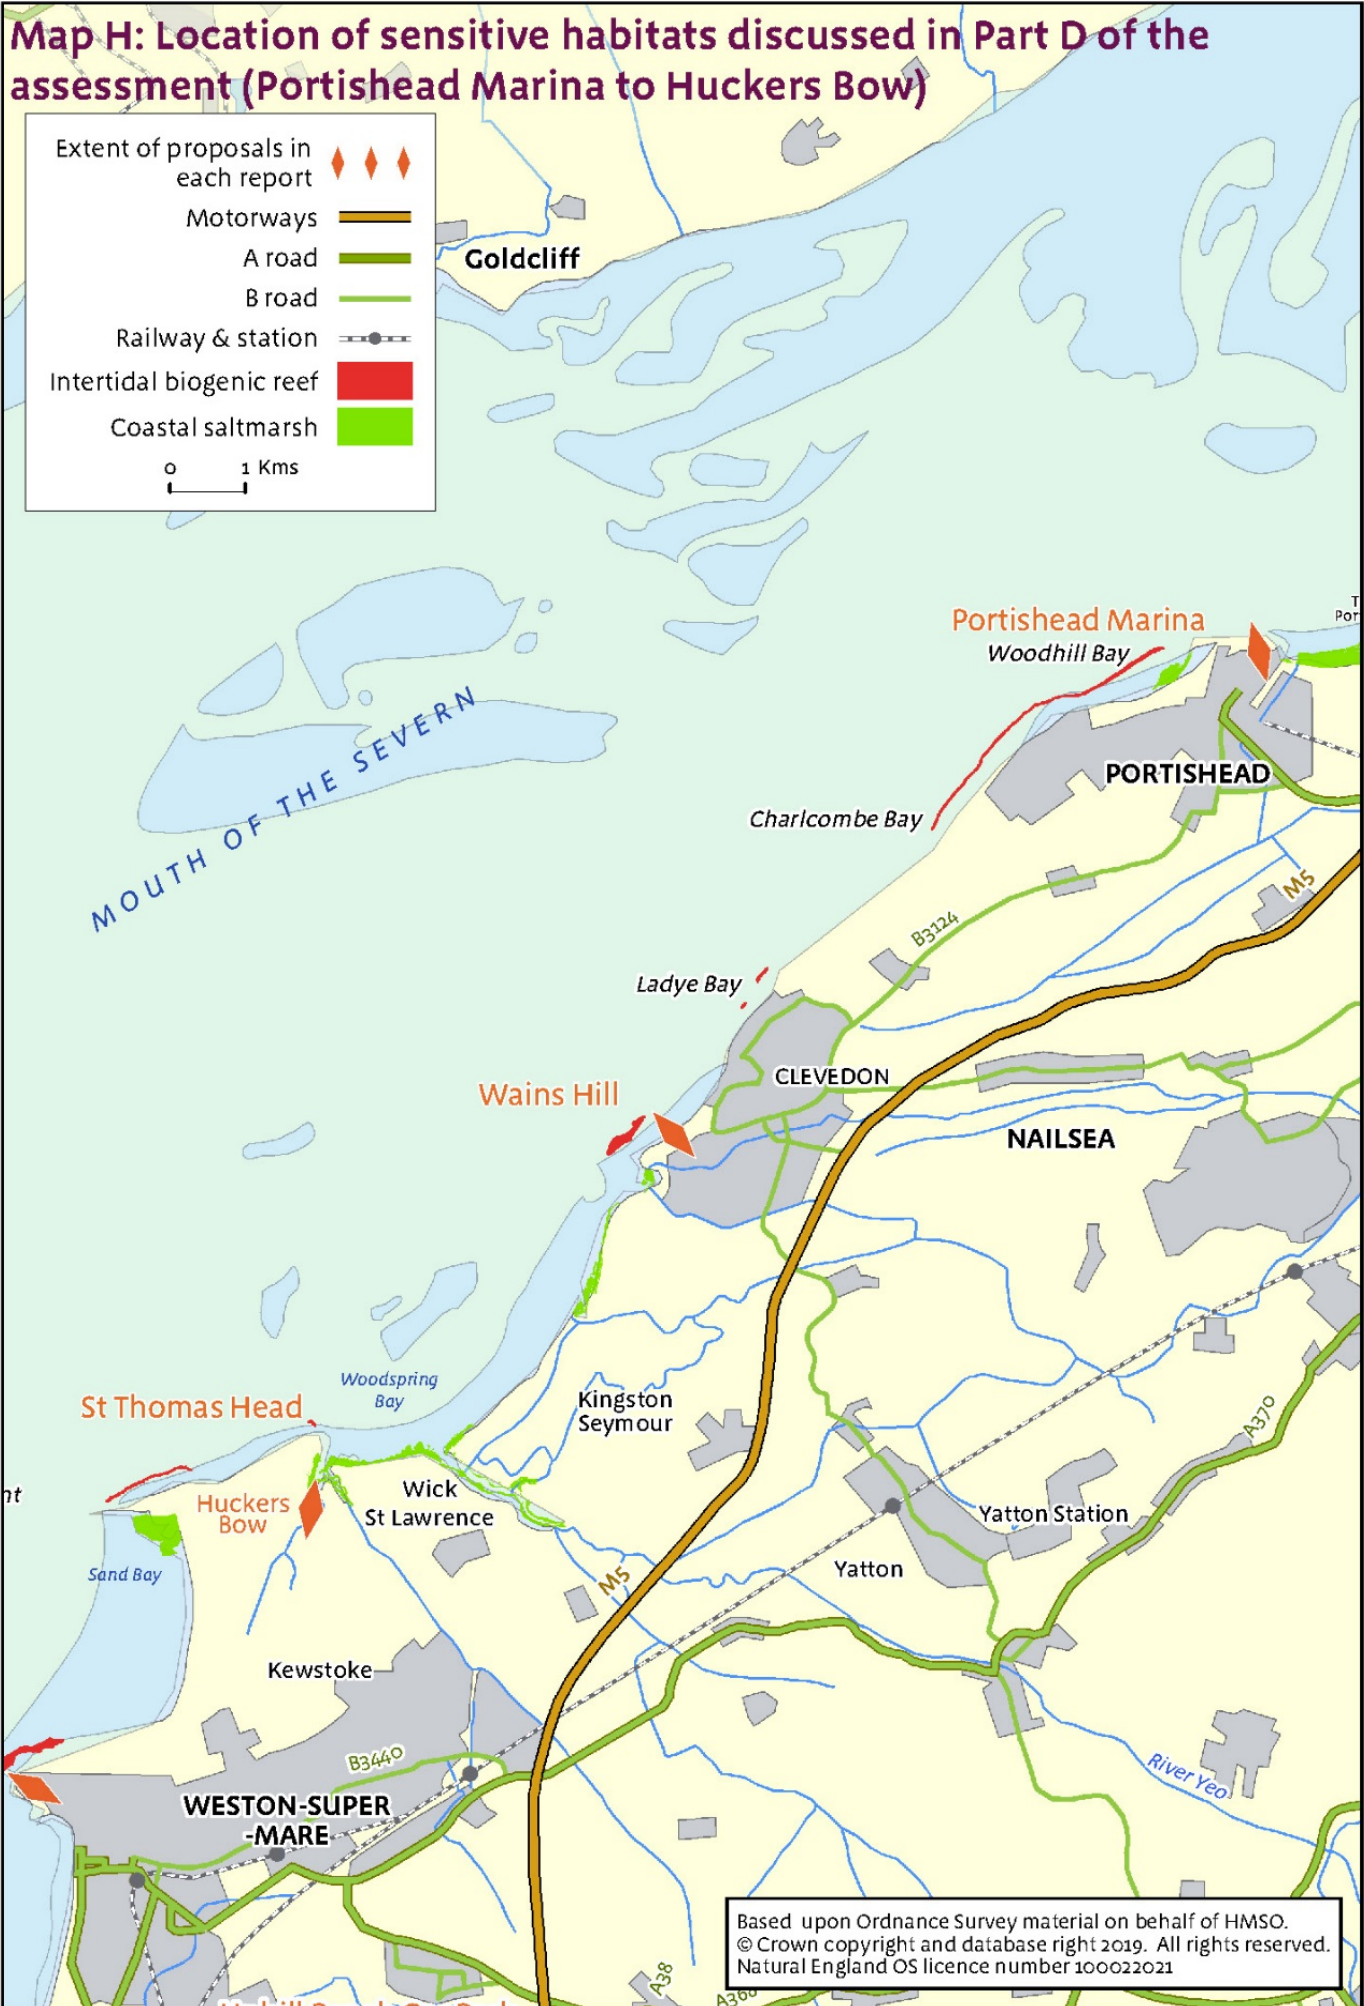 Map H: Location of sensitive habitats discussed in Part D of the
assessment (Portishead Marina to Huckers Bow)
Extent of proposals in
each report
Motorways
A road
B road
Railway & station
Intertidal biogenic reef
Coastal saltmarsh
0 1 Kms
Goldcliff
Portishead Marina
Woodhill Bay
PORTISHEAD
Charlcombe Bay
MOUTH OF THE SEVERN
M5
B3124
Ladye Bay
CLEVEDON
Wains Hill
NAILSEA
Woodspring
Bay
St Thomas Head
Kingston
Seymour
A370
Wick
St Lawrence
Huckers
Bow
Yatton Station
Sand Bay
Yatton
M5
Kewstoke
B3440
River Yeo
WESTON-SUPER
-MARE
A38
Based upon Ordnance Survey material on behalf of HMSO.
© Crown copyright and database right 2019. All rights reserved.
Natural England OS licence number 100022021